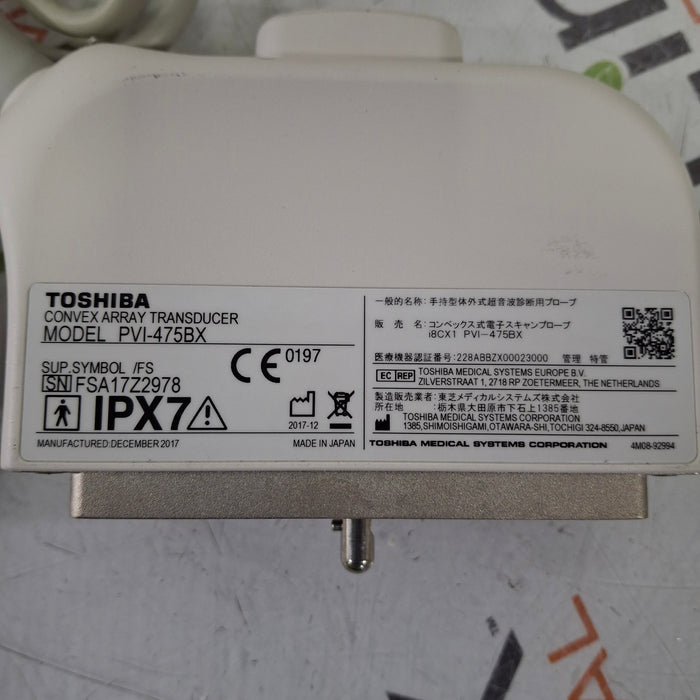 TOSHIBA
CONVEX ARRAY TRANSDUCER
MODEL PVI-475BX
SUP.SYMBOL /FS
SN FSA17Z2978
IPX7
0197
2017-12
MANUFACTURED:DECEMBER 2017
MADE IN JAPAN
一般的名称:手持型体外式超音波診断用プローブ
販 売 名:コンベックス式電子スキャンプローブ
i8CX1 PVI-475BX
医療機器認証番号:228ABBZX00023000 管理 特管
EC REP TOSHIBA MEDICAL SYSTEMS EUROPE B.V.
ZILVERSTRAAT 1, 2718 RP ZOETERMEER, THE NETHERLANDS
製造販売業者:東芝メディカルシステムズ株式会社
所在地 :栃木県大田原市下石上1385番地
TOSHIBA MEDICAL SYSTEMS CORPORATION
1385,SHIMOISHIGAMI,OTAWARA-SHI,TOCHIGI 324-8550,JAPAN
TOSHIBA MEDICAL SYSTEMS CORPORATION
4M08-92994